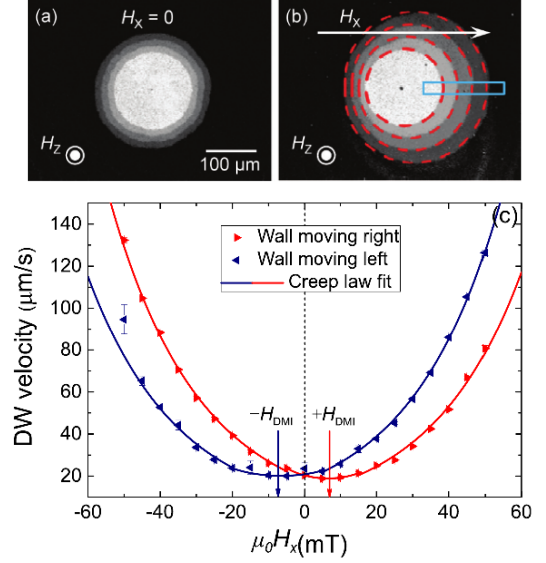 (a)
H_X = 0
H_Z
100 μm
(b)
H_X
H_Z
(c)
Wall moving right
Wall moving left
Creep law fit
−H_DMI
+H_DMI
DW velocity (μm/s)
140
120
100
80
60
40
20
-60 -40 -20 0 20 40 60
μ₀H_x(mT)